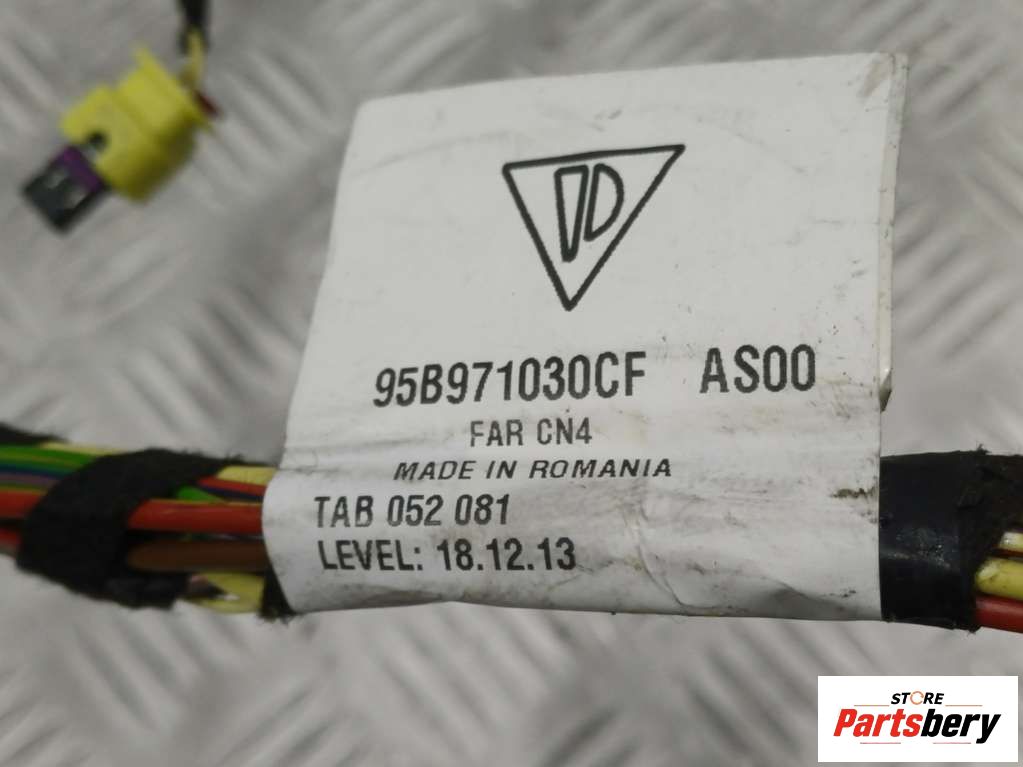 95B971030CF AS00
FAR CN4
MADE IN ROMANIA
TAB 052 081
LEVEL: 18.12.13
STORE
Partsbery